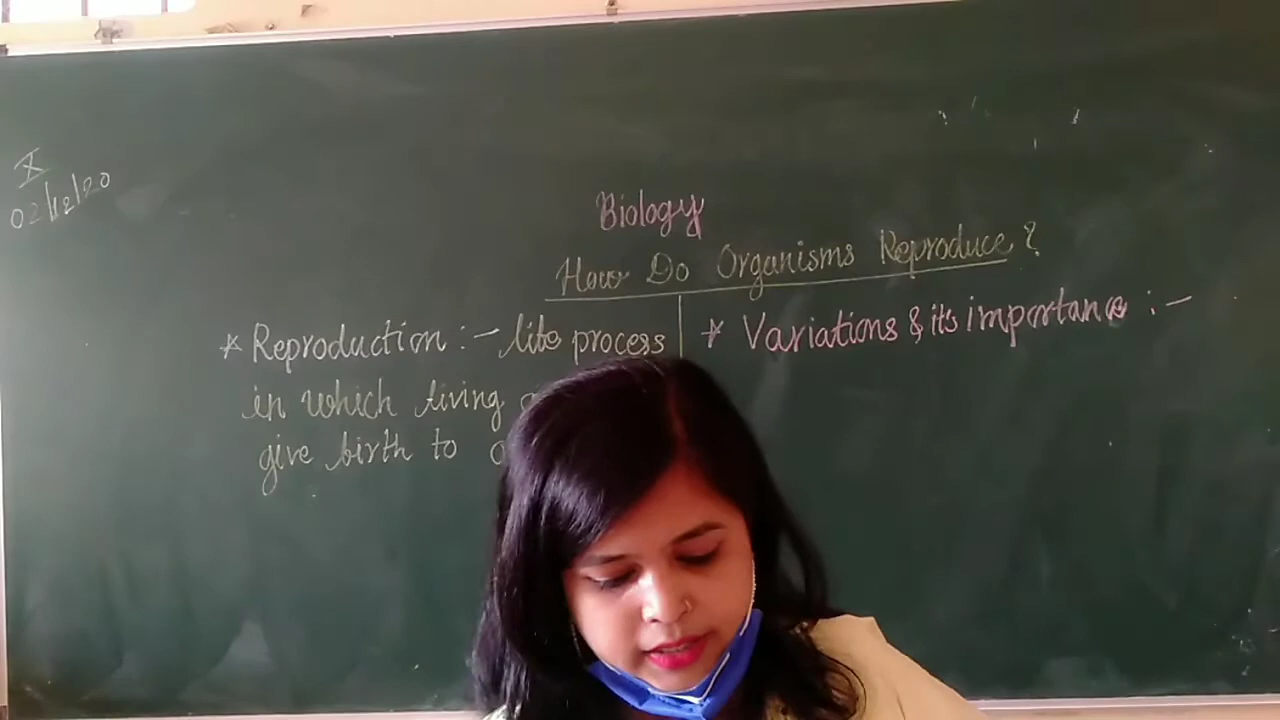 X
02/12/20
Biology
How Do Organisms Reproduce ?
* Reproduction :- life process
in which living
give birth to
* Variations & it's importance :-